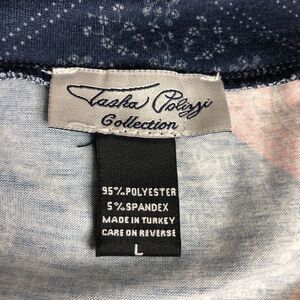 Tasha Polizzi
Collection
95%POLYESTER
5%SPANDEX
MADE IN TURKEY
CARE ON REVERSE
L